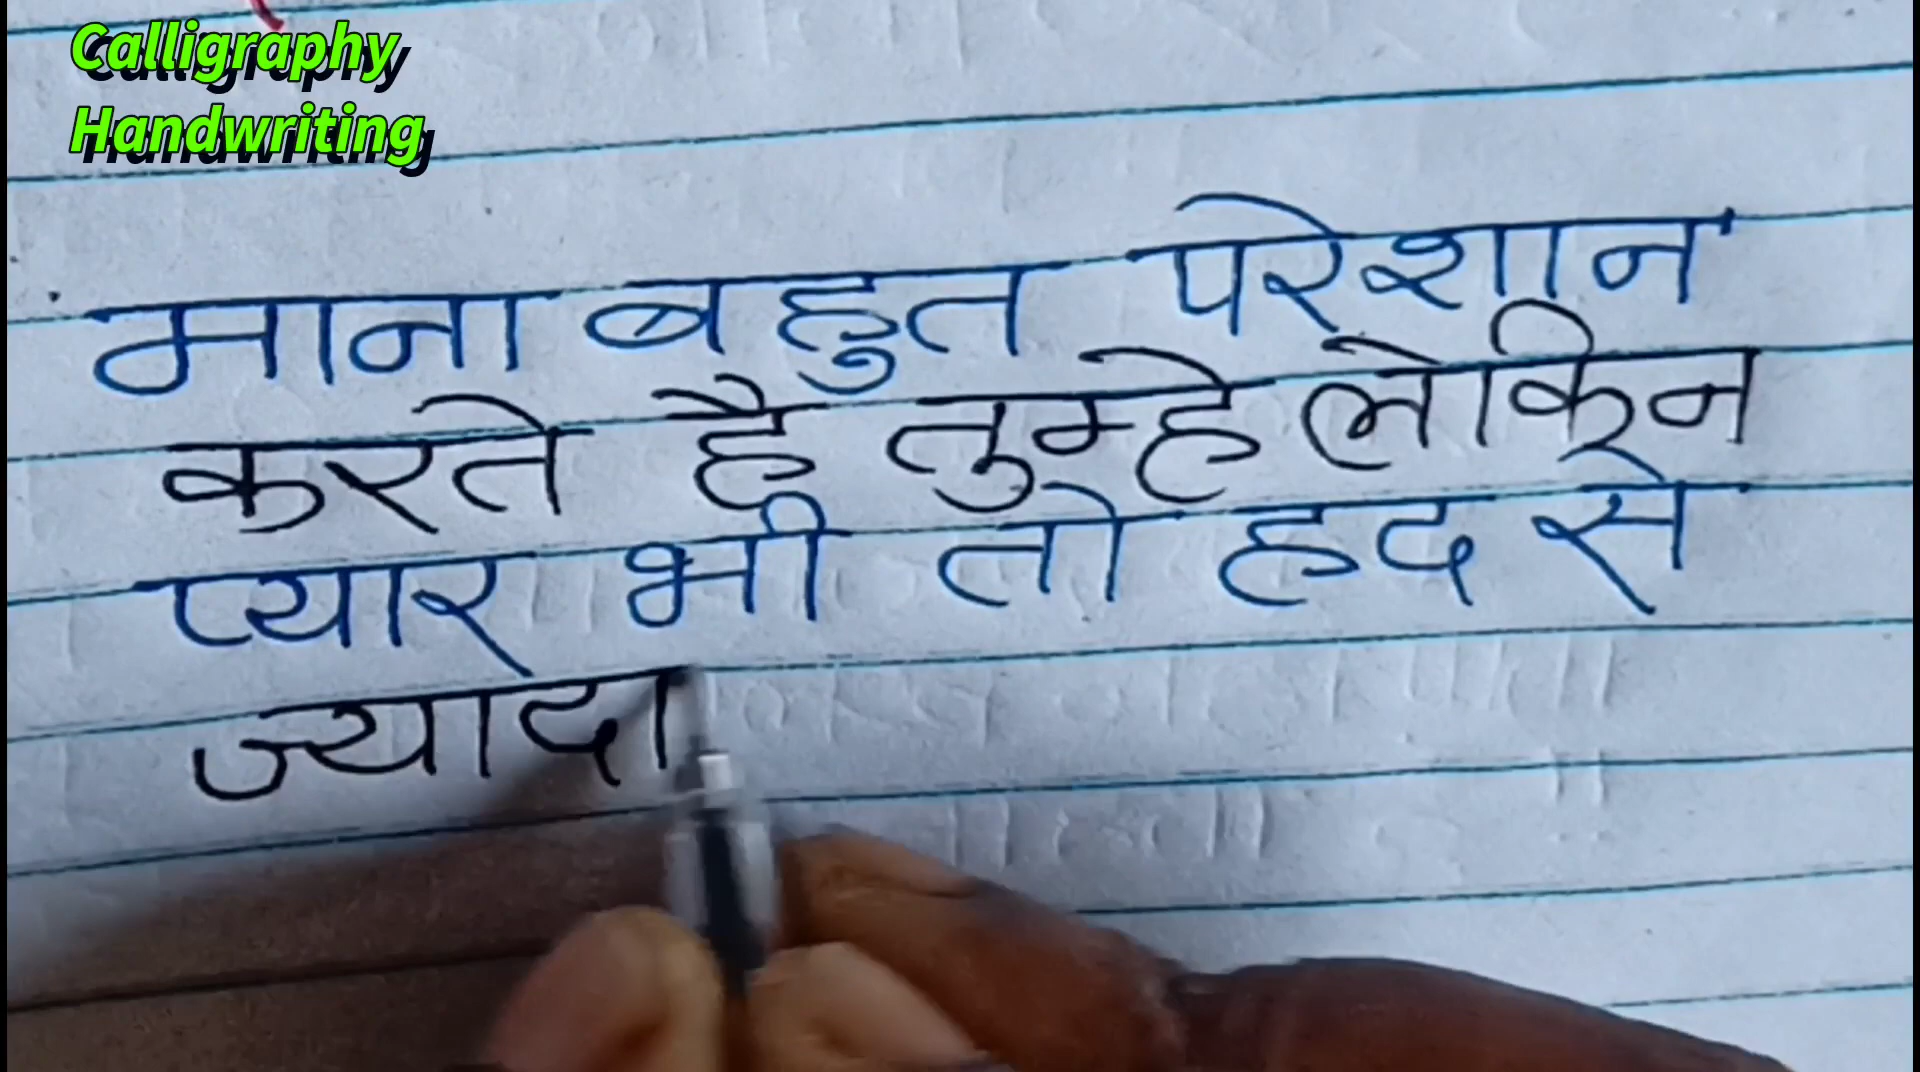 Calligraphy
Handwriting
माना बहुत परेशान
करते है तुम्हे लेकिन
प्यार भी तो हद से
ज्यादा